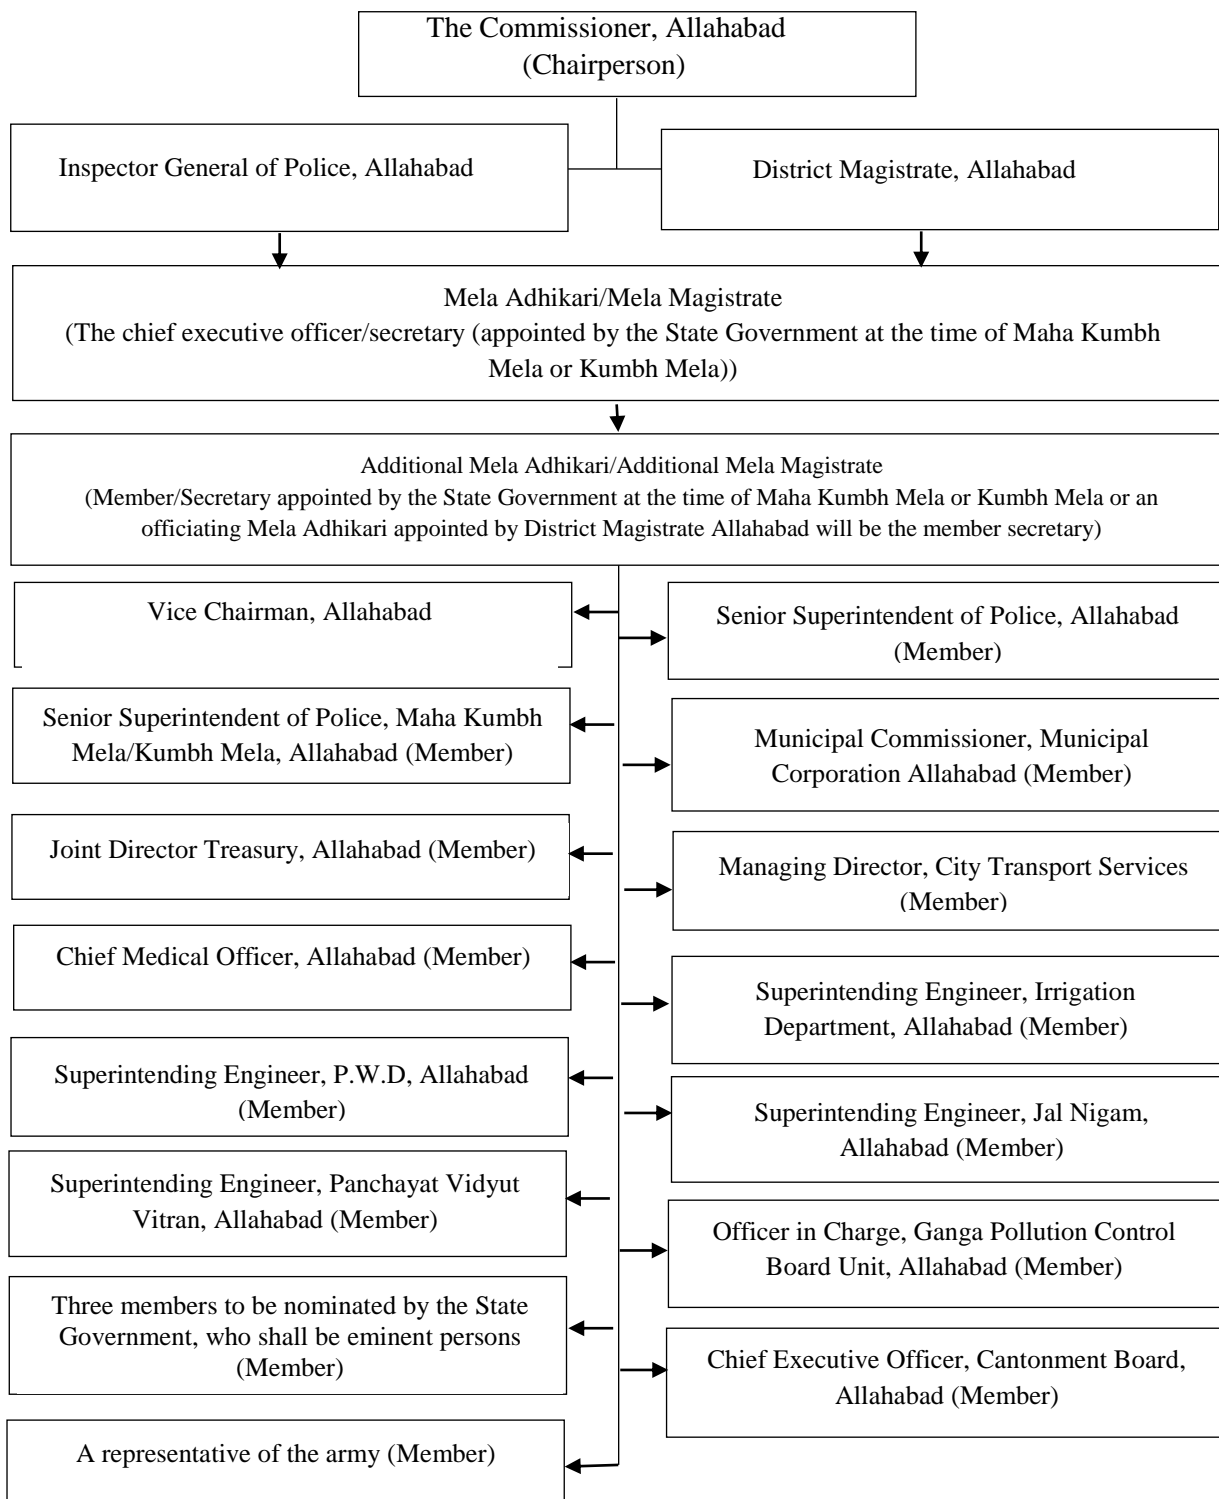 The Commissioner, Allahabad
(Chairperson)
Inspector General of Police, Allahabad
District Magistrate, Allahabad
Mela Adhikari/Mela Magistrate
(The chief executive officer/secretary (appointed by the State Government at the time of Maha Kumbh
Mela or Kumbh Mela))
Additional Mela Adhikari/Additional Mela Magistrate
(Member/Secretary appointed by the State Government at the time of Maha Kumbh Mela or Kumbh Mela or an
officiating Mela Adhikari appointed by District Magistrate Allahabad will be the member secretary)
Vice Chairman, Allahabad
Senior Superintendent of Police, Allahabad
(Member)
Senior Superintendent of Police, Maha Kumbh
Mela/Kumbh Mela, Allahabad (Member)
Municipal Commissioner, Municipal
Corporation Allahabad (Member)
Joint Director Treasury, Allahabad (Member)
Managing Director, City Transport Services
(Member)
Chief Medical Officer, Allahabad (Member)
Superintending Engineer, Irrigation
Department, Allahabad (Member)
Superintending Engineer, P.W.D, Allahabad
(Member)
Superintending Engineer, Jal Nigam,
Allahabad (Member)
Superintending Engineer, Panchayat Vidyut
Vitran, Allahabad (Member)
Officer in Charge, Ganga Pollution Control
Board Unit, Allahabad (Member)
Three members to be nominated by the State
Government, who shall be eminent persons
(Member)
Chief Executive Officer, Cantonment Board,
Allahabad (Member)
A representative of the army (Member)